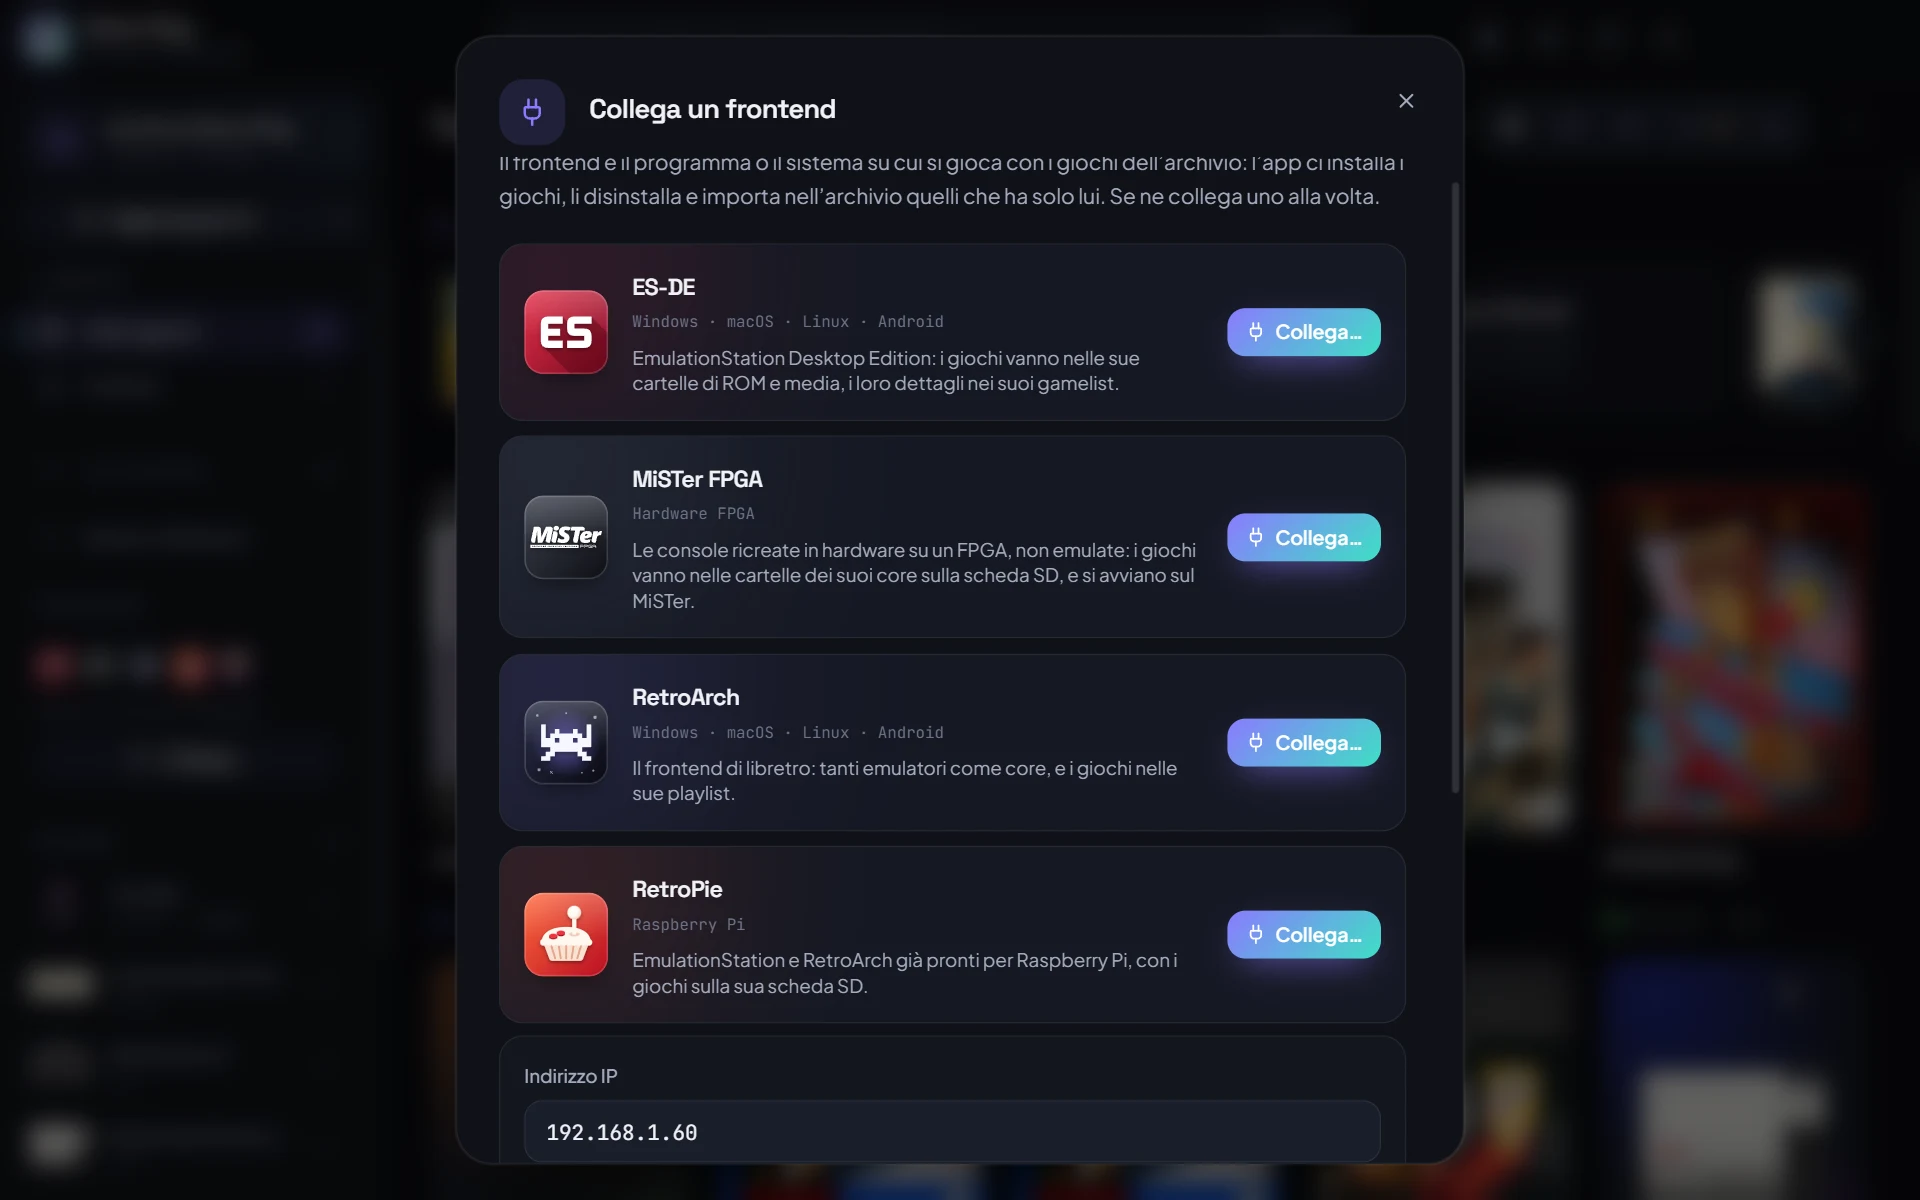 Collega un frontend
Il frontend è il programma o il sistema su cui si gioca con i giochi dell’archivio: l’app ci installa i
giochi, li disinstalla e importa nell’archivio quelli che ha solo lui. Se ne collega uno alla volta.
ES
ES-DE
Windows · macOS · Linux · Android
EmulationStation Desktop Edition: i giochi vanno nelle sue
cartelle di ROM e media, i loro dettagli nei suoi gamelist.
Collega…
MiSTer
MiSTer FPGA
Hardware FPGA
Le console ricreate in hardware su un FPGA, non emulate: i giochi
vanno nelle cartelle dei suoi core sulla scheda SD, e si avviano sul
MiSTer.
Collega…
RetroArch
Windows · macOS · Linux · Android
Il frontend di libretro: tanti emulatori come core, e i giochi nelle
sue playlist.
Collega…
RetroPie
Raspberry Pi
EmulationStation e RetroArch già pronti per Raspberry Pi, con i
giochi sulla sua scheda SD.
Collega…
Indirizzo IP
192.168.1.60